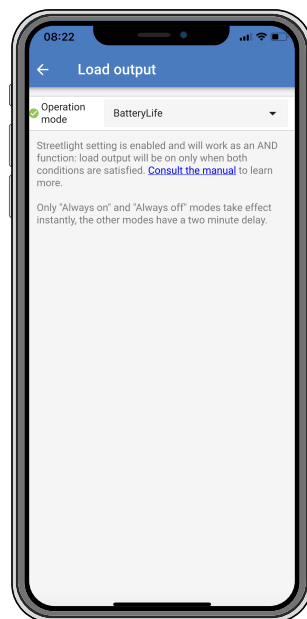 08:22
Load output
Operation
mode
BatteryLife
Streetlight setting is enabled and will work as an AND
function: load output will be on only when both
conditions are satisfied. Consult the manual to learn
more.
Only "Always on" and "Always off" modes take effect
instantly, the other modes have a two minute delay.